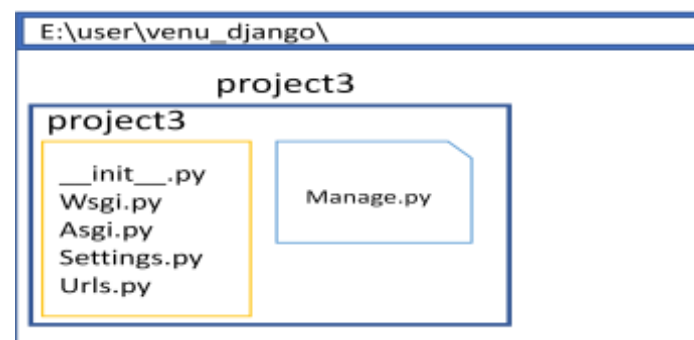 E:\user\venu_django\
project3
project3
__init__.py
Wsgi.py
Asgi.py
Settings.py
Urls.py
Manage.py